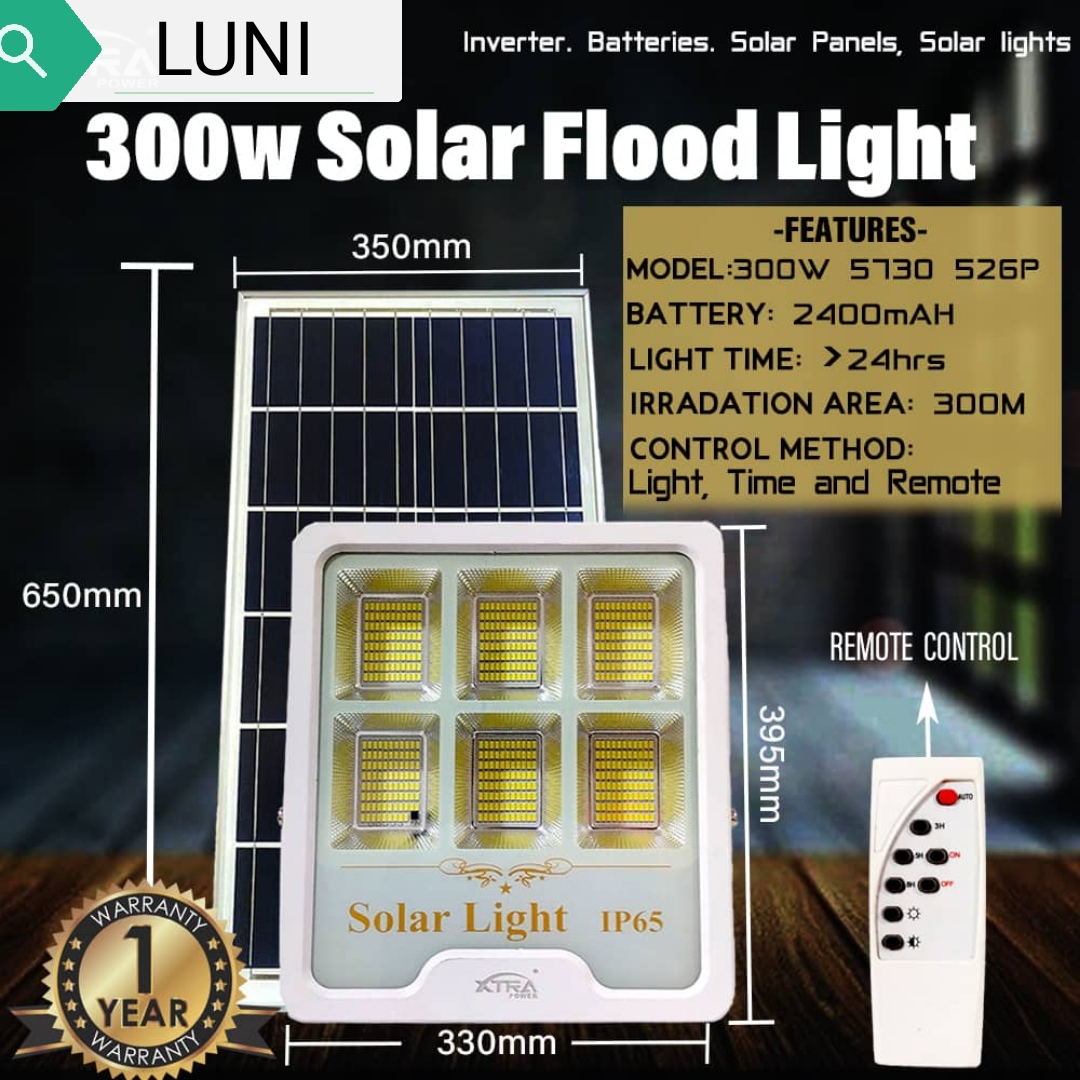 LUNI
Inverter. Batteries. Solar Panels, Solar lights
300w Solar Flood Light
-FEATURES-
MODEL:300W 5730 526P
BATTERY: 2400mAH
LIGHT TIME: >24hrs
IRRADATION AREA: 300M
CONTROL METHOD:
Light, Time and Remote
350mm
650mm
395mm
330mm
REMOTE CONTROL
AUTO
3H
5H ON
8H OFF
Solar Light IP65
XTRA
POWER
WARRANTY
1
YEAR
WARRANTY